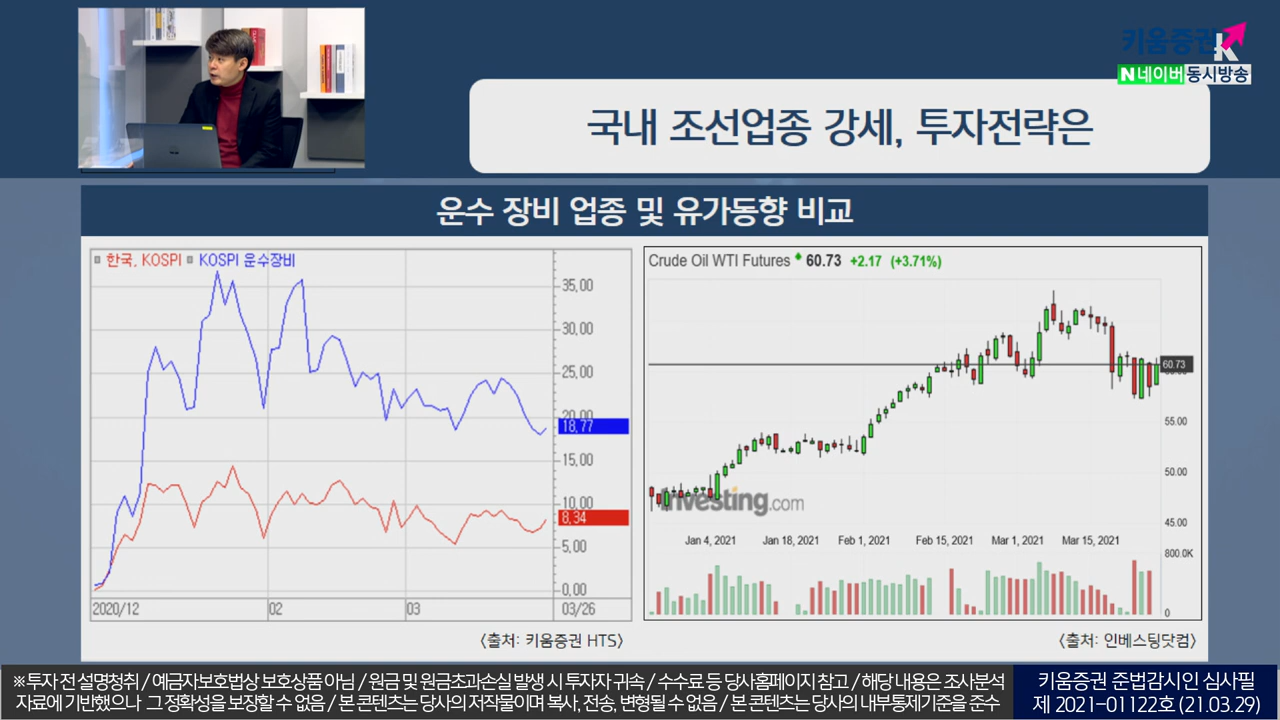 키움증권
N 네이버 동시방송
국내 조선업종 강세, 투자전략은
운수 장비 업종 및 유가동향 비교
한국, KOSPI KOSPI 운수장비
35,00
30,00
25,00
20,00
18,77
15,00
10,00
8,34
5,00
0,00
2020/12 02 03 03/26
<출처: 키움증권 HTS>
Crude Oil WTI Futures 60.73 +2.17 (+3.71%)
60.73
55.00
50.00
45.00
Investing.com
Jan 4, 2021 Jan 18, 2021 Feb 1, 2021 Feb 15, 2021 Mar 1, 2021 Mar 15, 2021
800.0K
0
<출처: 인베스팅닷컴>
※투자 전 설명청취 / 예금자보호법상 보호상품 아님 / 원금 및 원금초과손실 발생 시 투자자 귀속 / 수수료 등 당사홈페이지 참고 / 해당 내용은 조사분석
자료에 기반했으나 그 정확성을 보장할 수 없음 / 본 콘텐츠는 당사의 저작물이며 복사, 전송, 변형될 수 없음 / 본 콘텐츠는 당사의 내부통제기준을 준수
키움증권 준법감시인 심사필
제 2021-01122호 (21.03.29)